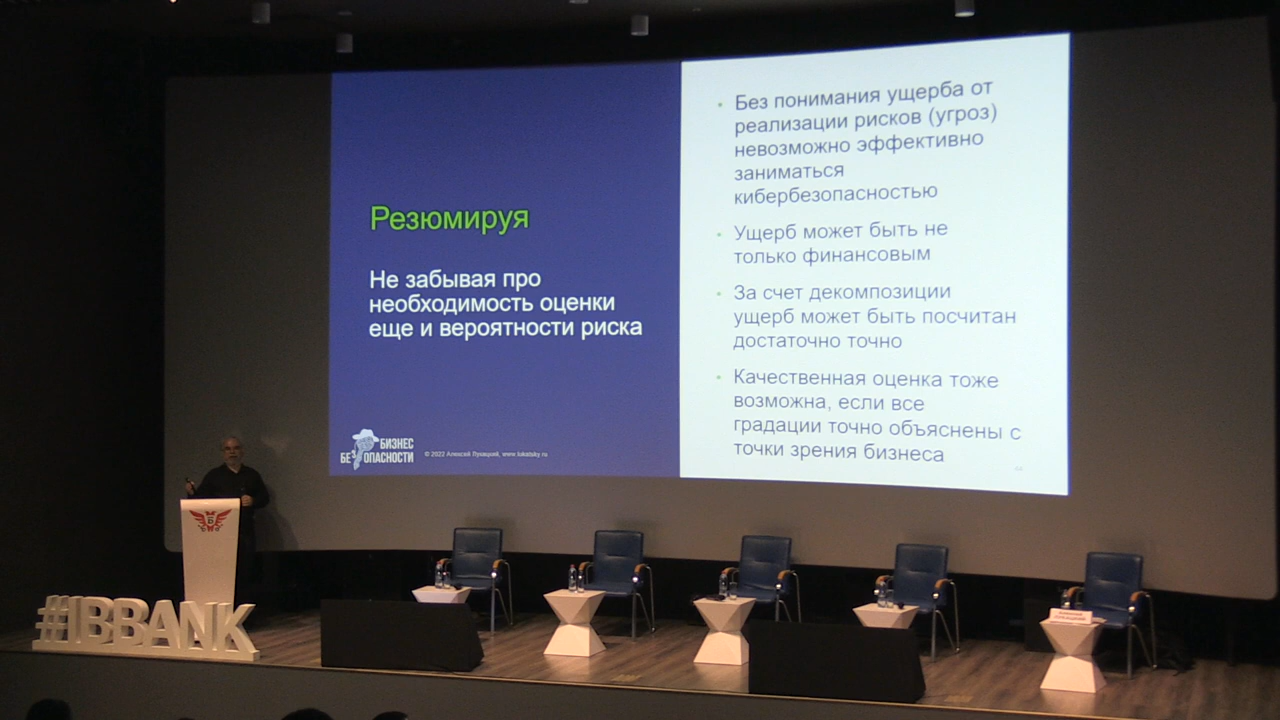 Резюмируя
Не забывая про
необходимость оценки
еще и вероятности риска
БИЗНЕС
БЕЗ ОПАСНОСТИ
© 2022 Алексей Лукацкий, www.lukatsky.ru
• Без понимания ущерба от
реализации рисков (угроз)
невозможно эффективно
заниматься
кибербезопасностью
• Ущерб может быть не
только финансовым
• За счет декомпозиции
ущерб может быть посчитан
достаточно точно
• Качественная оценка тоже
возможна, если все
градации точно объяснены с
точки зрения бизнеса
#IBBANK
ЛУКАЦКИЙ